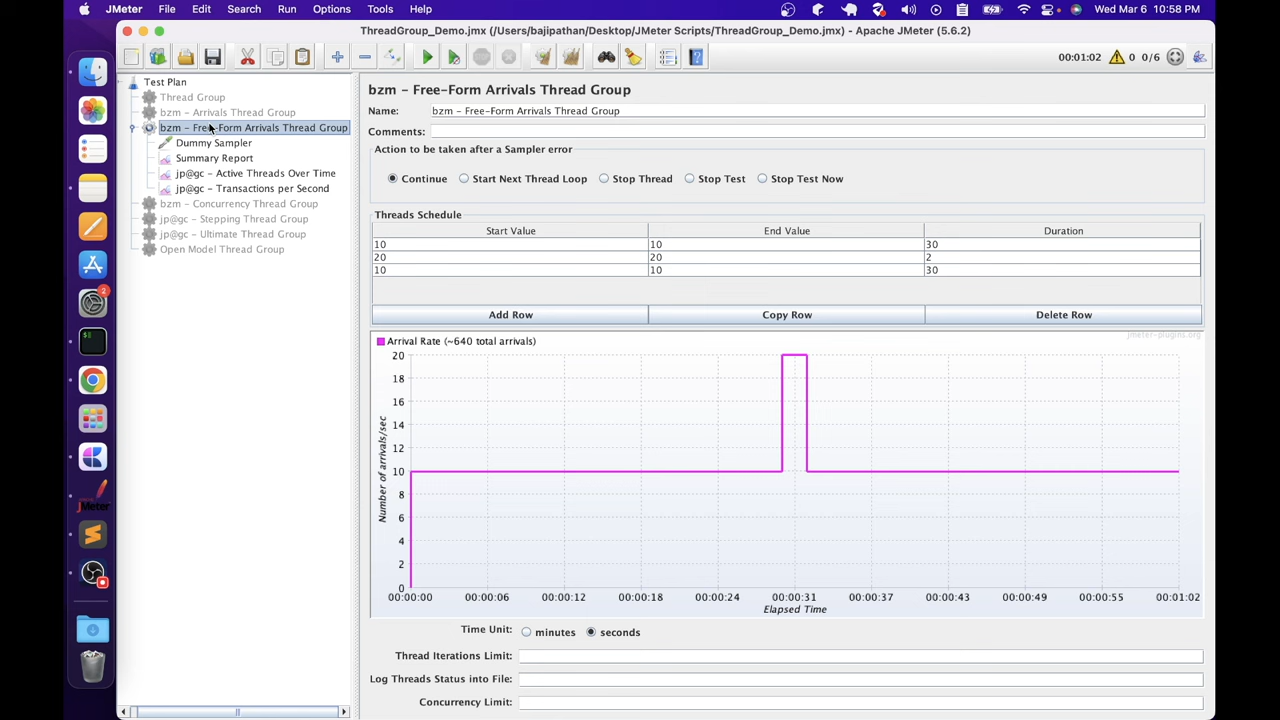 JMeter File Edit Search Run Options Tools Help Wed Mar 6 10:58 PM
ThreadGroup_Demo.jmx (/Users/bajipathan/Desktop/JMeter Scripts/ThreadGroup_Demo.jmx) - Apache JMeter (5.6.2)
00:01:02 0 0/6
Test Plan
Thread Group
bzm - Arrivals Thread Group
bzm - Free-Form Arrivals Thread Group
Dummy Sampler
Summary Report
jp@gc - Active Threads Over Time
jp@gc - Transactions per Second
bzm - Concurrency Thread Group
jp@gc - Stepping Thread Group
jp@gc - Ultimate Thread Group
Open Model Thread Group
2
$
JMeter
bzm - Free-Form Arrivals Thread Group
Name: bzm - Free-Form Arrivals Thread Group
Comments:
Action to be taken after a Sampler error
Continue Start Next Thread Loop Stop Thread Stop Test Stop Test Now
Threads Schedule
Start Value End Value Duration
10 10 30
20 20 2
10 10 30
Add Row Copy Row Delete Row
jmeter-plugins.org
Arrival Rate (~640 total arrivals)
20
18
16
14
12
10
8
6
4
2
0
Number of arrivals/sec
00:00:00 00:00:06 00:00:12 00:00:18 00:00:24 00:00:31 00:00:37 00:00:43 00:00:49 00:00:55 00:01:02
Elapsed Time
Time Unit: minutes seconds
Thread Iterations Limit:
Log Threads Status into File:
Concurrency Limit: